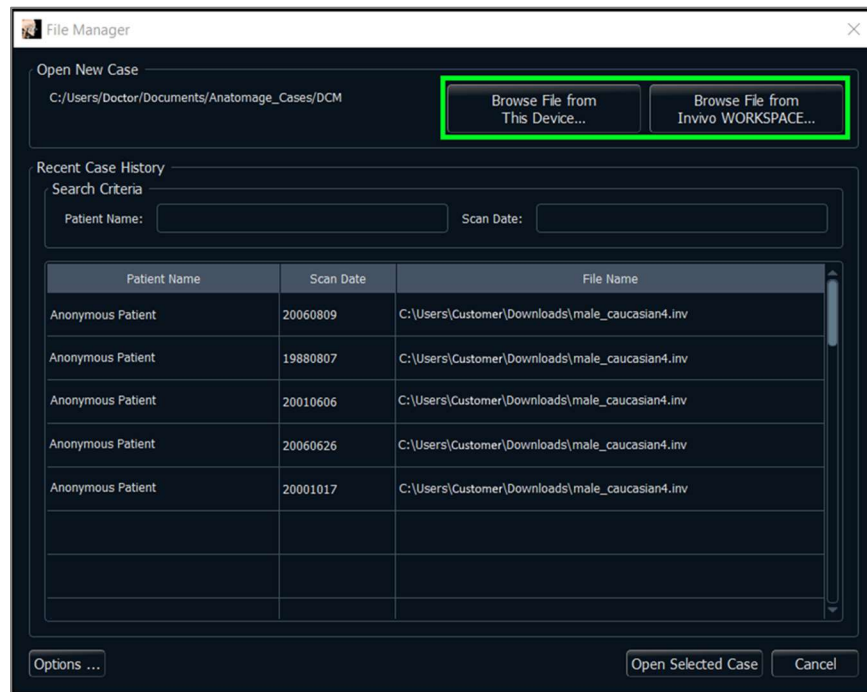 File Manager
Open New Case
C:/Users/Doctor/Documents/Anatomage_Cases/DCM
Browse File from
This Device...
Browse File from
Invivo WORKSPACE...
Recent Case History
Search Criteria
Patient Name:
Scan Date:
Patient Name Scan Date File Name
Anonymous Patient 20060809 C:\Users\Customer\Downloads\male_caucasian4.inv
Anonymous Patient 19880807 C:\Users\Customer\Downloads\male_caucasian4.inv
Anonymous Patient 20010606 C:\Users\Customer\Downloads\male_caucasian4.inv
Anonymous Patient 20060626 C:\Users\Customer\Downloads\male_caucasian4.inv
Anonymous Patient 20001017 C:\Users\Customer\Downloads\male_caucasian4.inv
Options ...
Open Selected Case
Cancel